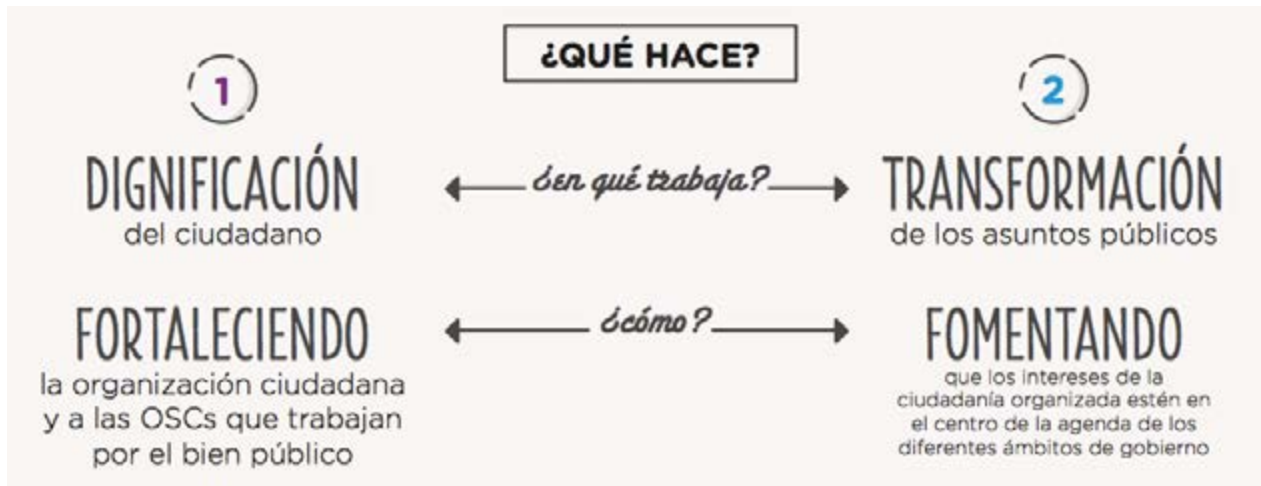 ¿QUÉ HACE?
1
DIGNIFICACIÓN
del ciudadano
¿en qué trabaja?
2
TRANSFORMACIÓN
de los asuntos públicos
FORTALECIENDO
la organización ciudadana
y a las OSCs que trabajan
por el bien público
¿cómo?
FOMENTANDO
que los intereses de la
ciudadanía organizada estén en
el centro de la agenda de los
diferentes ámbitos de gobierno